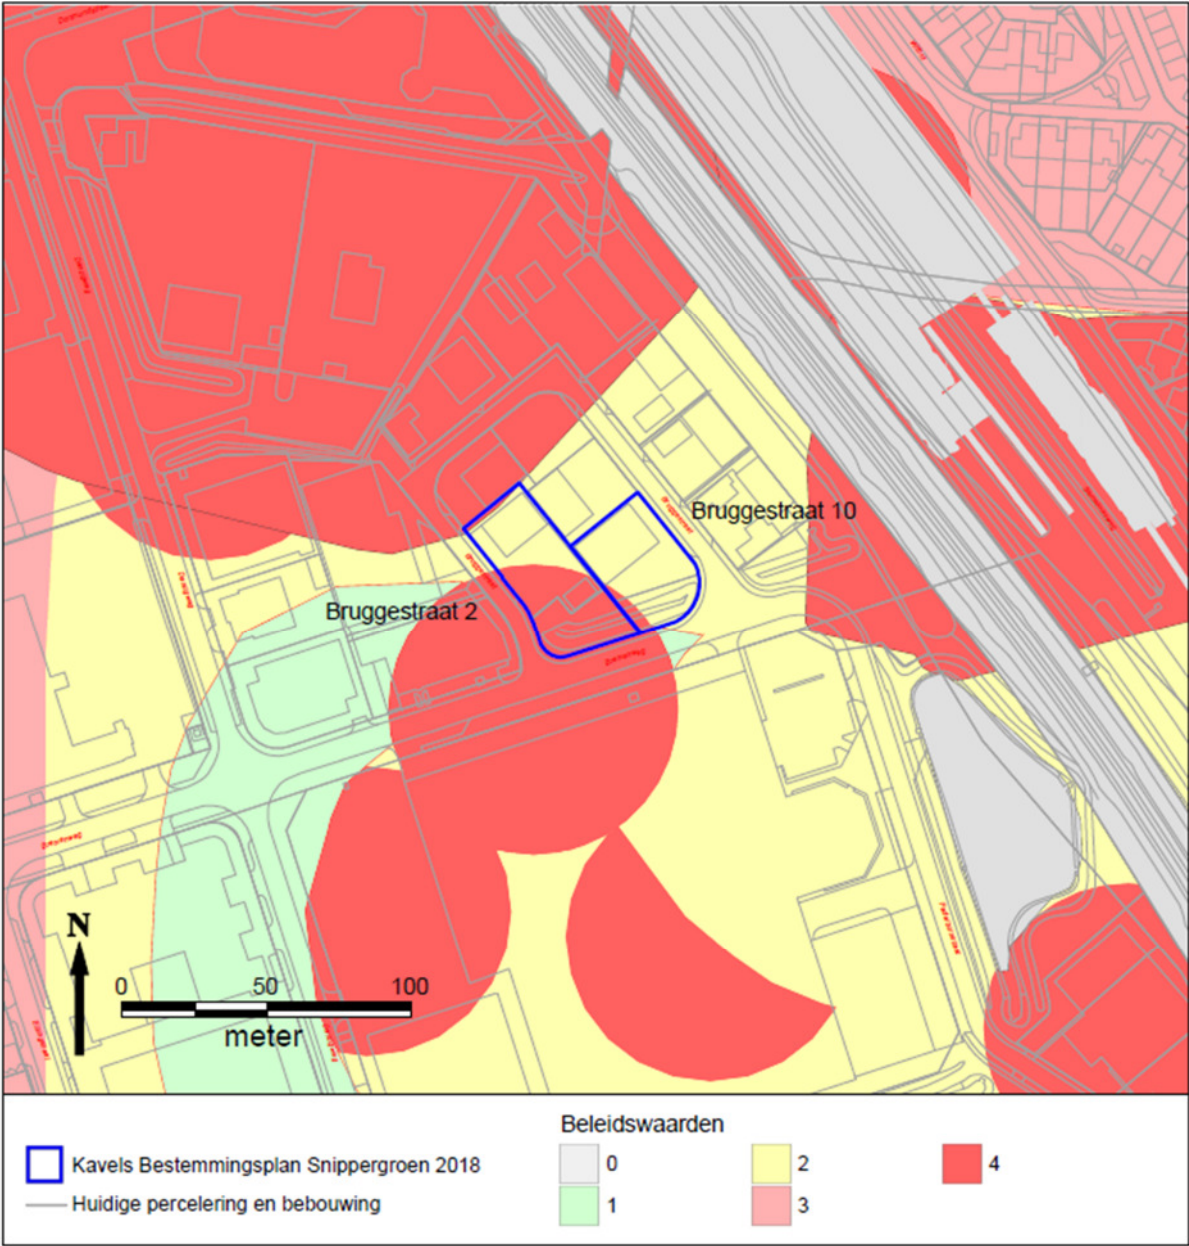 Bruggestraat 10
Bruggestraat 2
N
0 50 100
meter
Beleidswaarden
Kavels Bestemmingsplan Snippergroen 2018
Huidige percelering en bebouwing
0
1
2
3
4